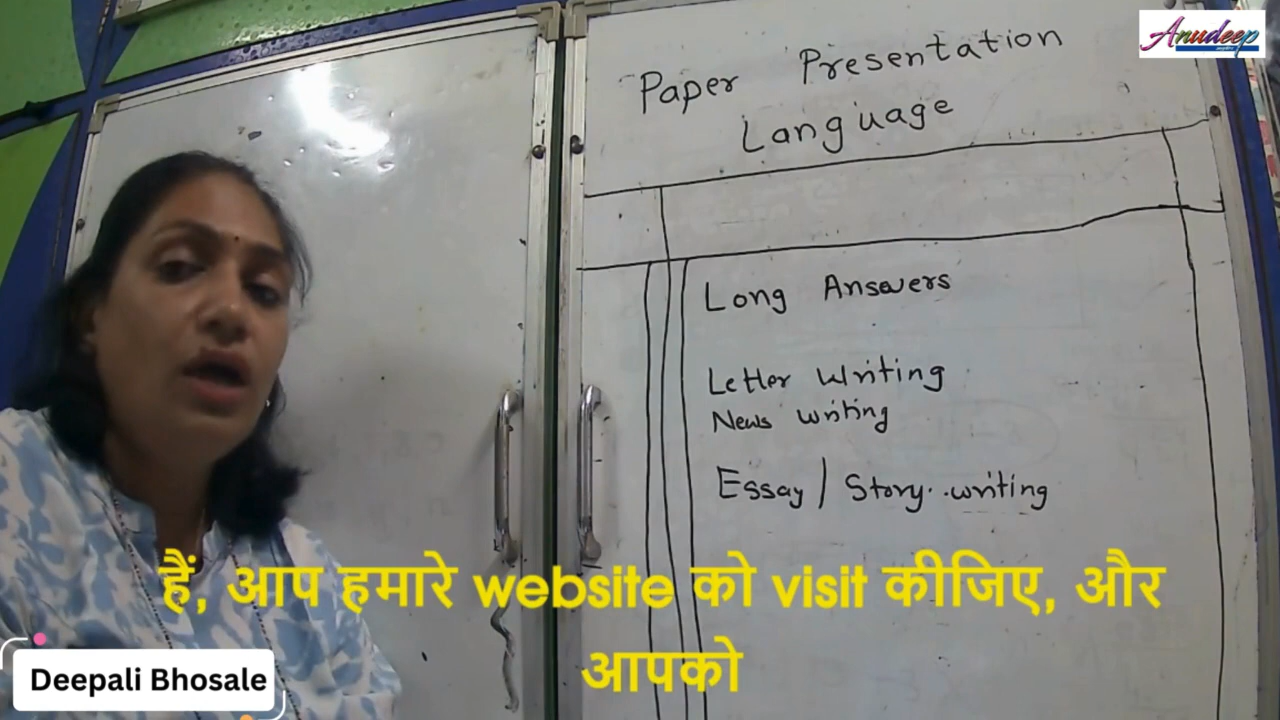 Anudeep
Paper Presentation
Language
Long Answers
Letter Writing
News writing
Essay / Story writing
हैं, आप हमारे website को visit कीजिए, और
आपको
Deepali Bhosale